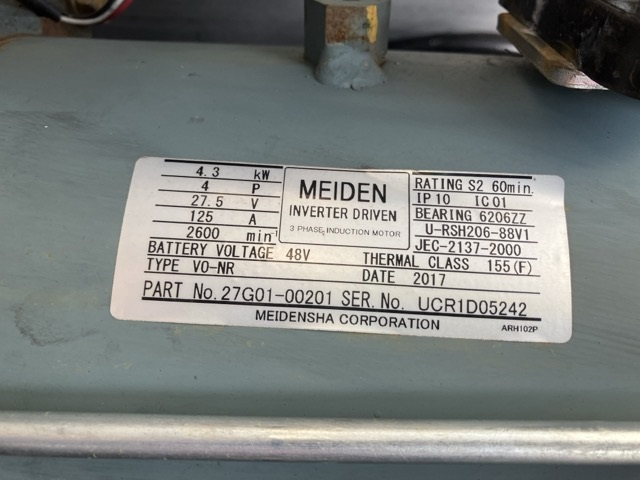 4.3 kW
4 P
27.5 V
125 A
2600 min⁻¹
MEIDEN
INVERTER DRIVEN
3 PHASE INDUCTION MOTOR
RATING S2 60min.
IP10 IC01
BEARING 6206ZZ
U-RSH206-88V1
JEC-2137-2000
BATTERY VOLTAGE 48V
THERMAL CLASS 155(F)
TYPE VO-NR
DATE 2017
PART No.27G01-00201 SER.No. UCR1D05242
MEIDENSHA CORPORATION
ARH102P